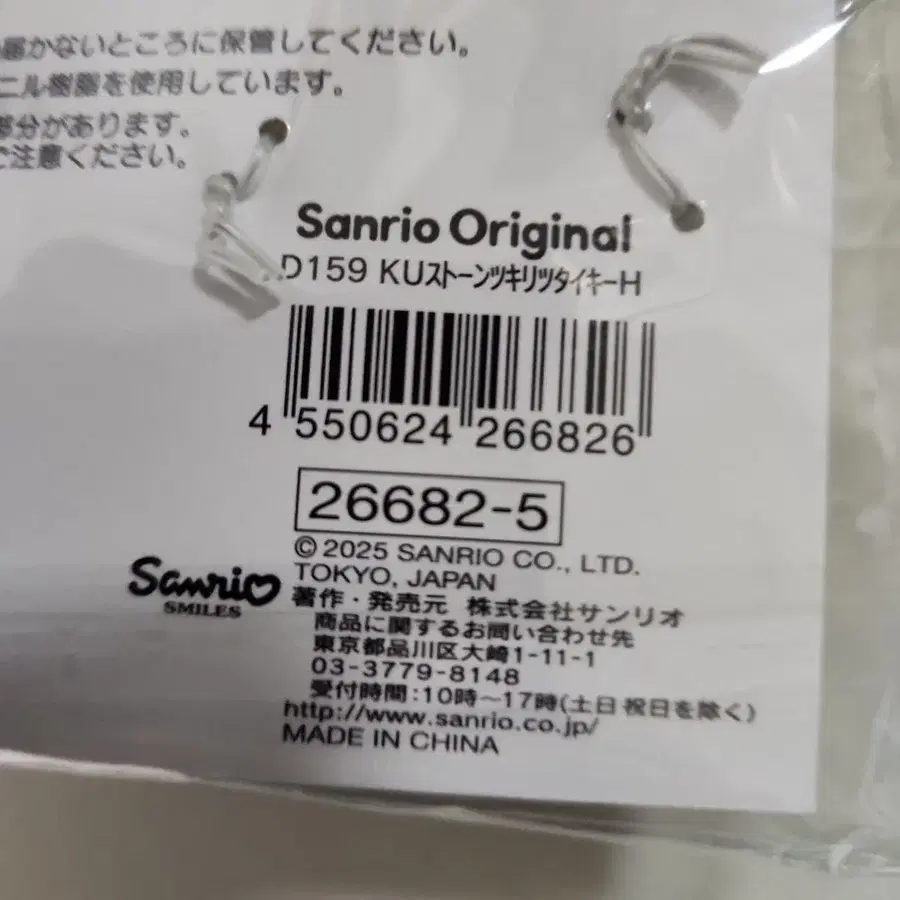 届かないところに保管してください。
ニル樹脂を使用しています。
部分があります。
ご注意ください。
Sanrio Original
D159 KUストーンツキリツタイキーH
4 550624 266826
26682-5
© 2025 SANRIO CO., LTD.
TOKYO, JAPAN
Sanrio
SMILES
著作・発売元 株式会社サンリオ
商品に関するお問い合わせ先
東京都品川区大崎1-11-1
03-3779-8148
受付時間:10時~17時(土日祝日を除く)
http://www.sanrio.co.jp/
MADE IN CHINA